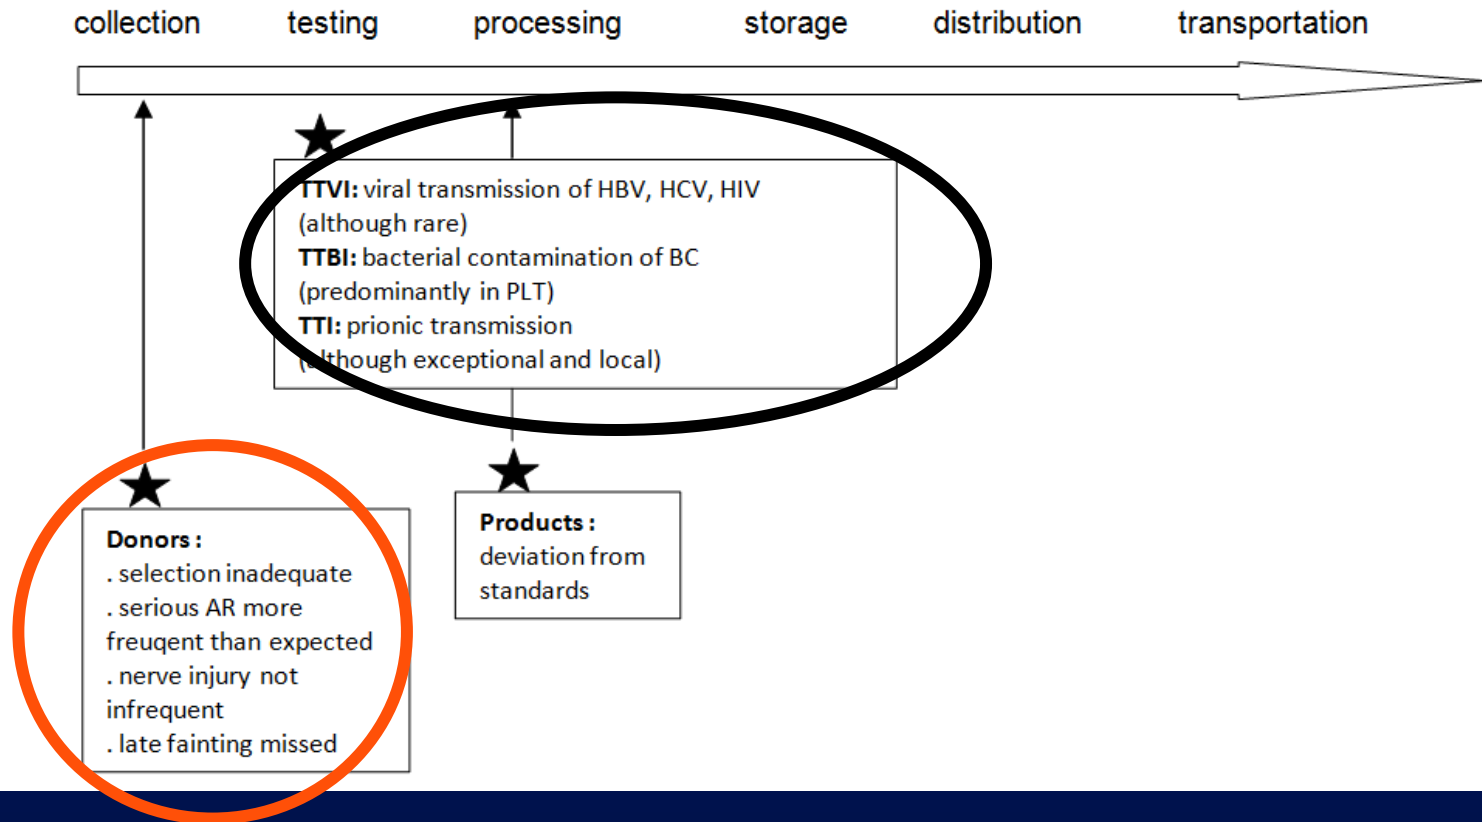 collection testing processing storage distribution transportation
TTVI: viral transmission of HBV, HCV, HIV
(although rare)
TTBI: bacterial contamination of BC
(predominantly in PLT)
TTI: prionic transmission
(although exceptional and local)
Donors :
. selection inadequate
. serious AR more
freuqent than expected
. nerve injury not
infrequent
. late fainting missed
Products :
deviation from
standards